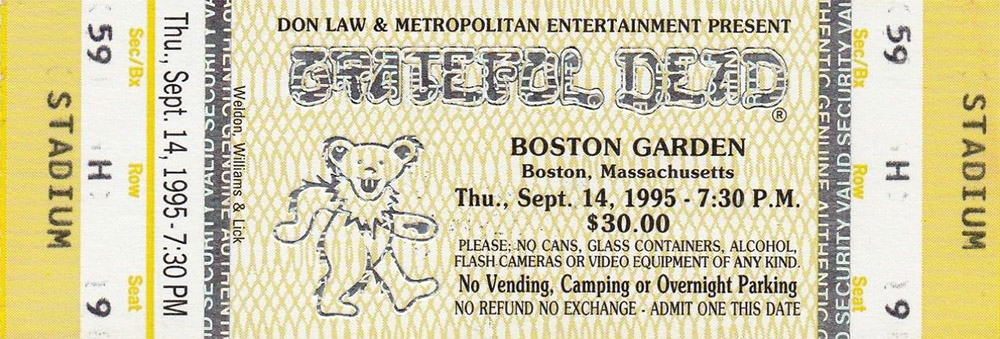 STADIUM
Sec/Bx Row Seat
59 H 9
Thu., Sept. 14, 1995 - 7:30 PM
Weldon, Williams & Lick
DON LAW & METROPOLITAN ENTERTAINMENT PRESENT
GRATEFUL DEAD®
BOSTON GARDEN
Boston, Massachusetts
Thu., Sept. 14, 1995 - 7:30 P.M.
$30.00
PLEASE; NO CANS, GLASS CONTAINERS, ALCOHOL,
FLASH CAMERAS OR VIDEO EQUIPMENT OF ANY KIND.
No Vending, Camping or Overnight Parking
NO REFUND NO EXCHANGE - ADMIT ONE THIS DATE
Sec/Bx Row Seat
59 H 9
STADIUM